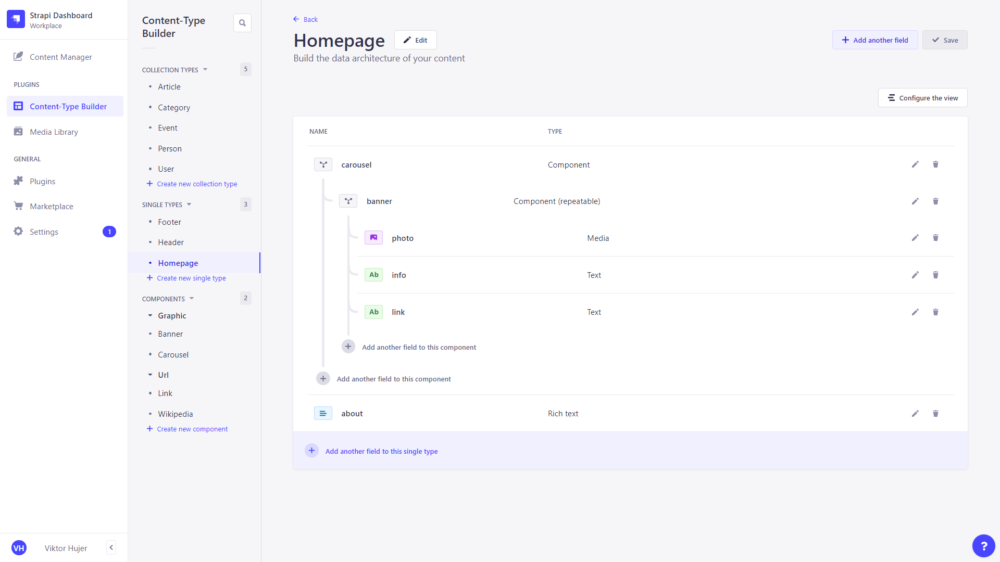 Strapi Dashboard
Workplace
Content Manager
PLUGINS
Content-Type Builder
Media Library
GENERAL
Plugins
Marketplace
Settings
1
VH
Viktor Hujer
Content-Type
Builder
COLLECTION TYPES
5
Article
Category
Event
Person
User
Create new collection type
SINGLE TYPES
3
Footer
Header
Homepage
Create new single type
COMPONENTS
2
Graphic
Banner
Carousel
Url
Link
Wikipedia
Create new component
Back
Homepage
Edit
Add another field
Save
Build the data architecture of your content
Configure the view
NAME
TYPE
carousel
Component
banner
Component (repeatable)
photo
Media
Ab
info
Text
Ab
link
Text
Add another field to this component
Add another field to this component
about
Rich text
Add another field to this single type
?